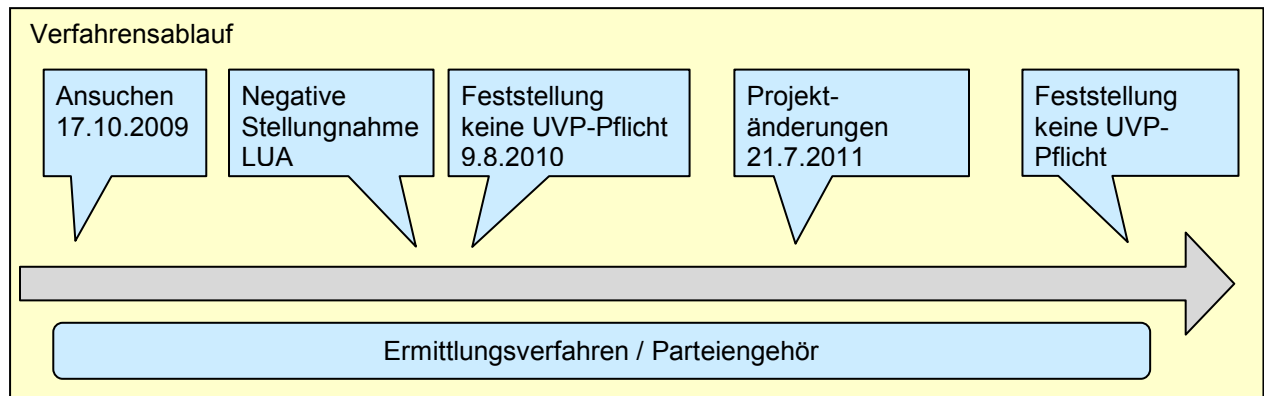 Verfahrensablauf
Ansuchen
17.10.2009
Negative
Stellungnahme
LUA
Feststellung
keine UVP-Pflicht
9.8.2010
Projekt-
änderungen
21.7.2011
Feststellung
keine UVP-
Pflicht
Ermittlungsverfahren / Parteiengehör